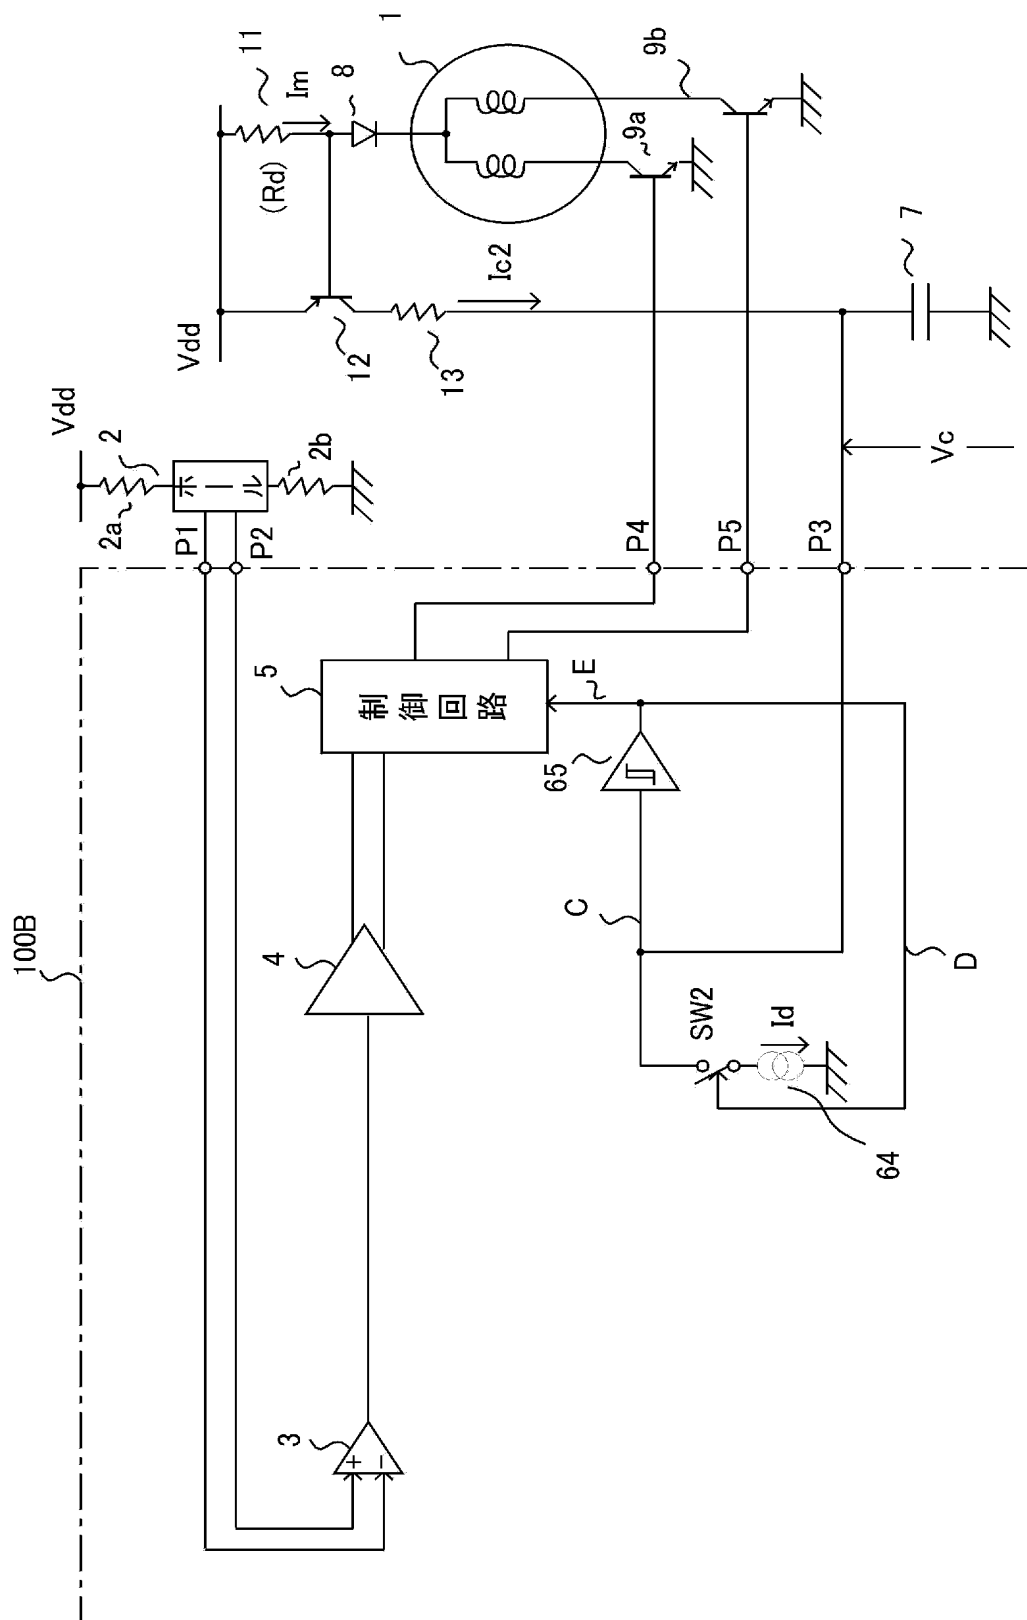 100B
Vdd
2a
2
ホール
2b
P1
P2
Vdd
11
(Rd)
Im
8
1
12
13
Ic2
9a
9b
7
Vc
P4
P5
P3
5
制御回路
E
65
4
C
D
SW2
Id
64
3
+
−